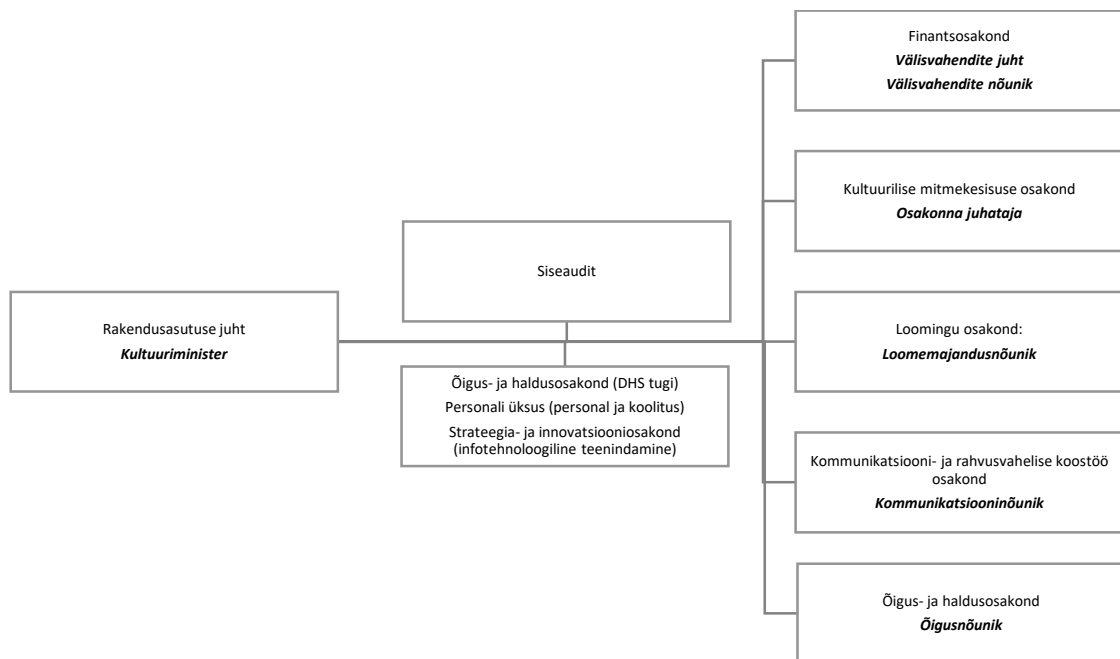 Finantsosakond
Välisvahendite juht
Välisvahendite nõunik
Kultuurilise mitmekesisuse osakond
Osakonna juhataja
Siseaudit
Rakendusasutuse juht
Kultuuriminister
Loomingu osakond:
Loomemajandusnõunik
Õigus- ja haldusosakond (DHS tugi)
Personali üksus (personal ja koolitus)
Strateegia- ja innovatsiooniosakond
(infotehnoloogiline teenindamine)
Kommunikatsiooni- ja rahvusvahelise koostöö
osakond
Kommunikatsiooninõunik
Õigus- ja haldusosakond
Õigusnõunik